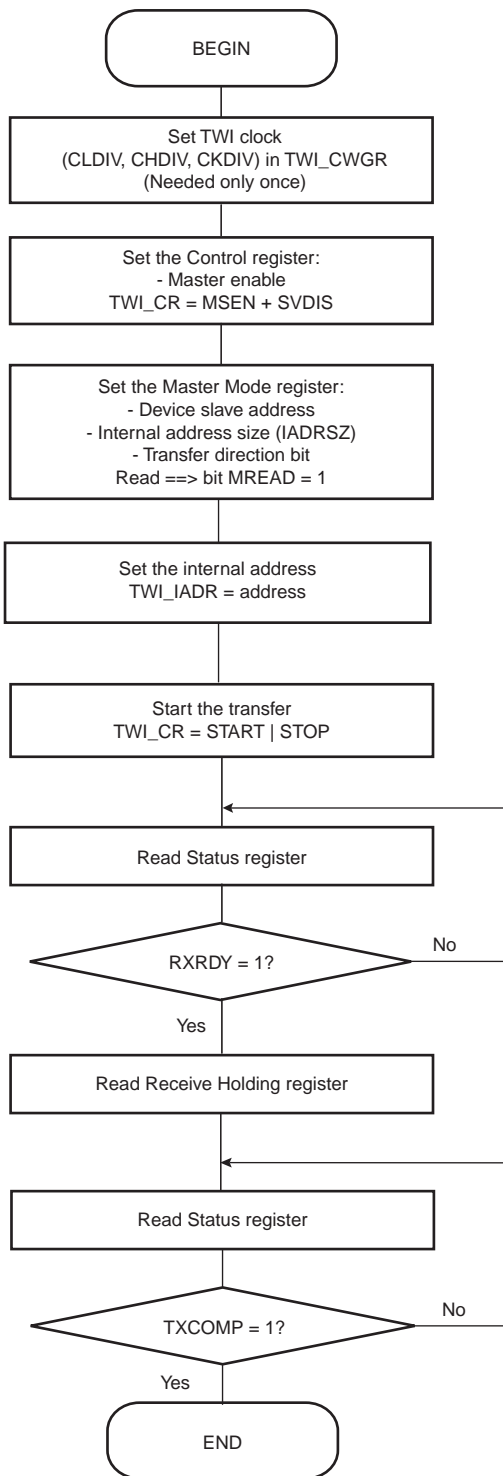 BEGIN
Set TWI clock
(CLDIV, CHDIV, CKDIV) in TWI_CWGR
(Needed only once)
Set the Control register:
- Master enable
TWI_CR = MSEN + SVDIS
Set the Master Mode register:
- Device slave address
- Internal address size (IADRSZ)
- Transfer direction bit
Read ==> bit MREAD = 1
Set the internal address
TWI_IADR = address
Start the transfer
TWI_CR = START | STOP
Read Status register
RXRDY = 1?
No
Yes
Read Receive Holding register
Read Status register
TXCOMP = 1?
No
Yes
END